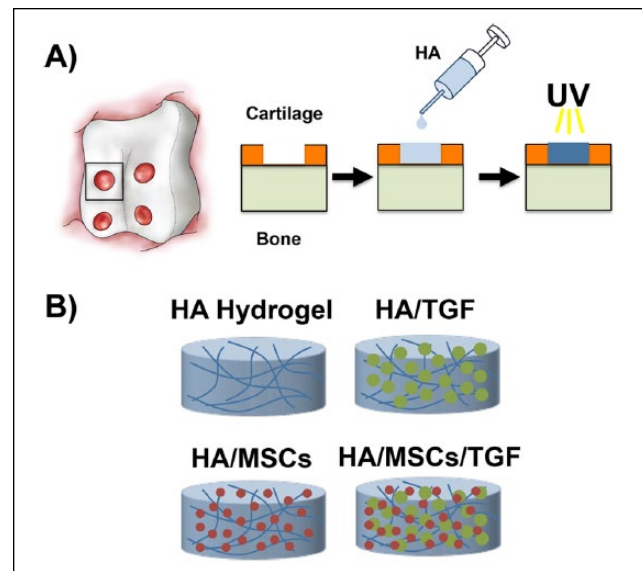 A)
HA
UV
Cartilage
Bone
B)
HA Hydrogel
HA/TGF
HA/MSCs
HA/MSCs/TGF